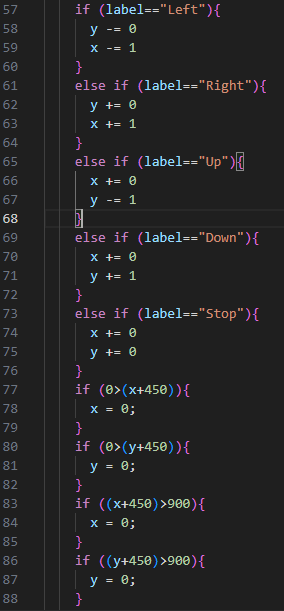 57 if (label=="Left"){
58 y -= 0
59 x -= 1
60 }
61 else if (label=="Right"){
62 y += 0
63 x += 1
64 }
65 else if (label=="Up"){
66 x += 0
67 y -= 1
68 }
69 else if (label=="Down"){
70 x += 0
71 y += 1
72 }
73 else if (label=="Stop"){
74 x += 0
75 y += 0
76 }
77 if (0>(x+450)){
78 x = 0;
79 }
80 if (0>(y+450)){
81 y = 0;
82 }
83 if ((x+450)>900){
84 x = 0;
85 }
86 if ((y+450)>900){
87 y = 0;
88 }